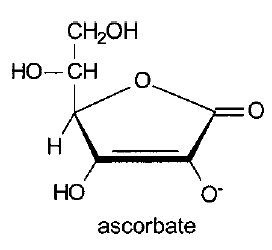 CH₂OH
HO CH
O
O
H
HO O⁻
ascorbate